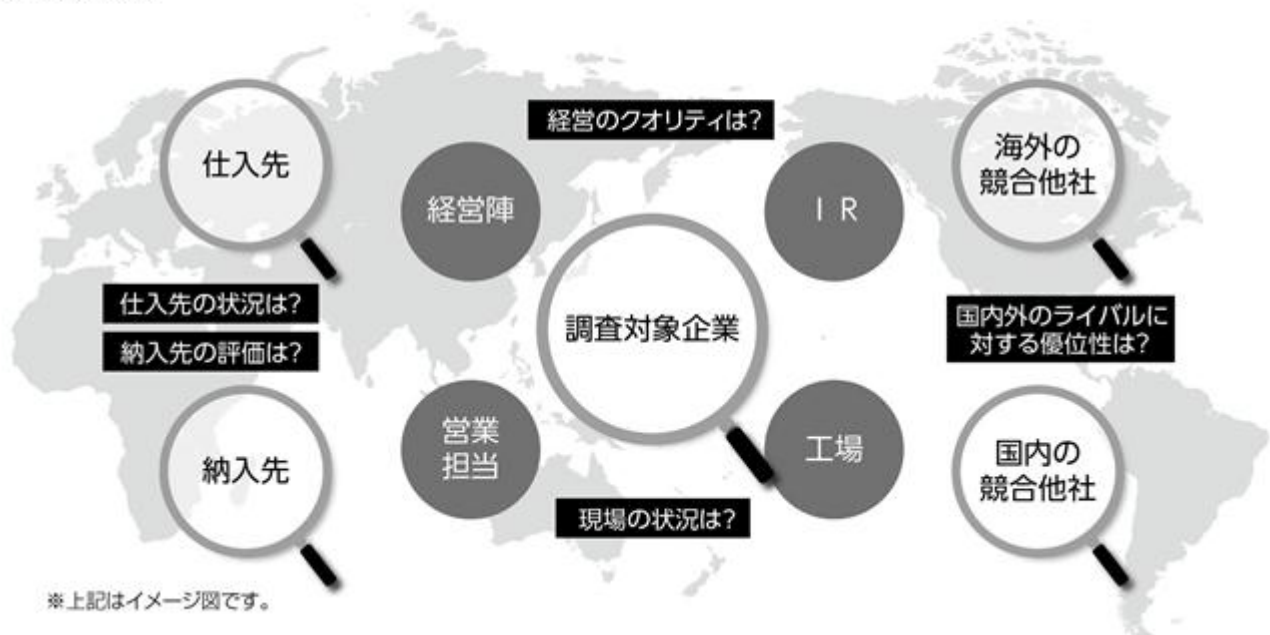 経営のクオリティは?
仕入先
経営陣
IR
海外の
競合他社
調査対象企業
仕入先の状況は?
納入先の評価は?
国内外のライバルに
対する優位性は?
納入先
営業
担当
工場
国内の
競合他社
現場の状況は?
※上記はイメージ図です。